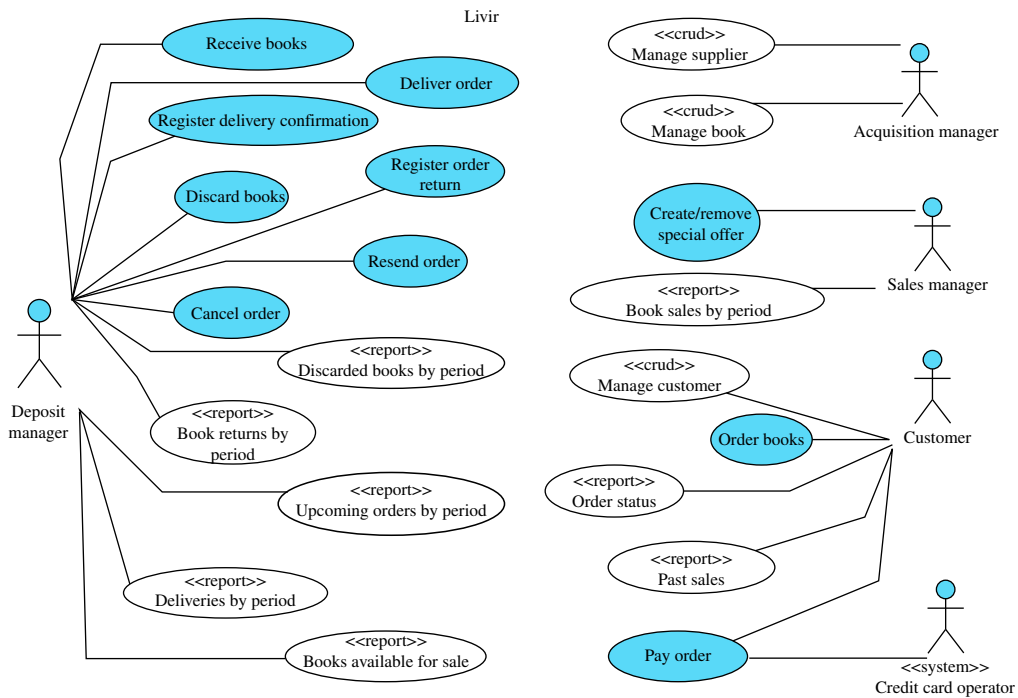 Livir
Receive books
Deliver order
Register delivery confirmation
Register order
return
Discard books
Resend order
Cancel order
<<report>>
Discarded books by period
Deposit
manager
<<report>>
Book returns by
period
<<report>>
Upcoming orders by period
<<report>>
Deliveries by period
<<report>>
Books available for sale
<<crud>>
Manage supplier
<<crud>>
Manage book
Acquisition manager
Create/remove
special offer
Sales manager
<<report>>
Book sales by period
<<crud>>
Manage customer
Order books
Customer
<<report>>
Order status
<<report>>
Past sales
Pay order
<<system>>
Credit card operator